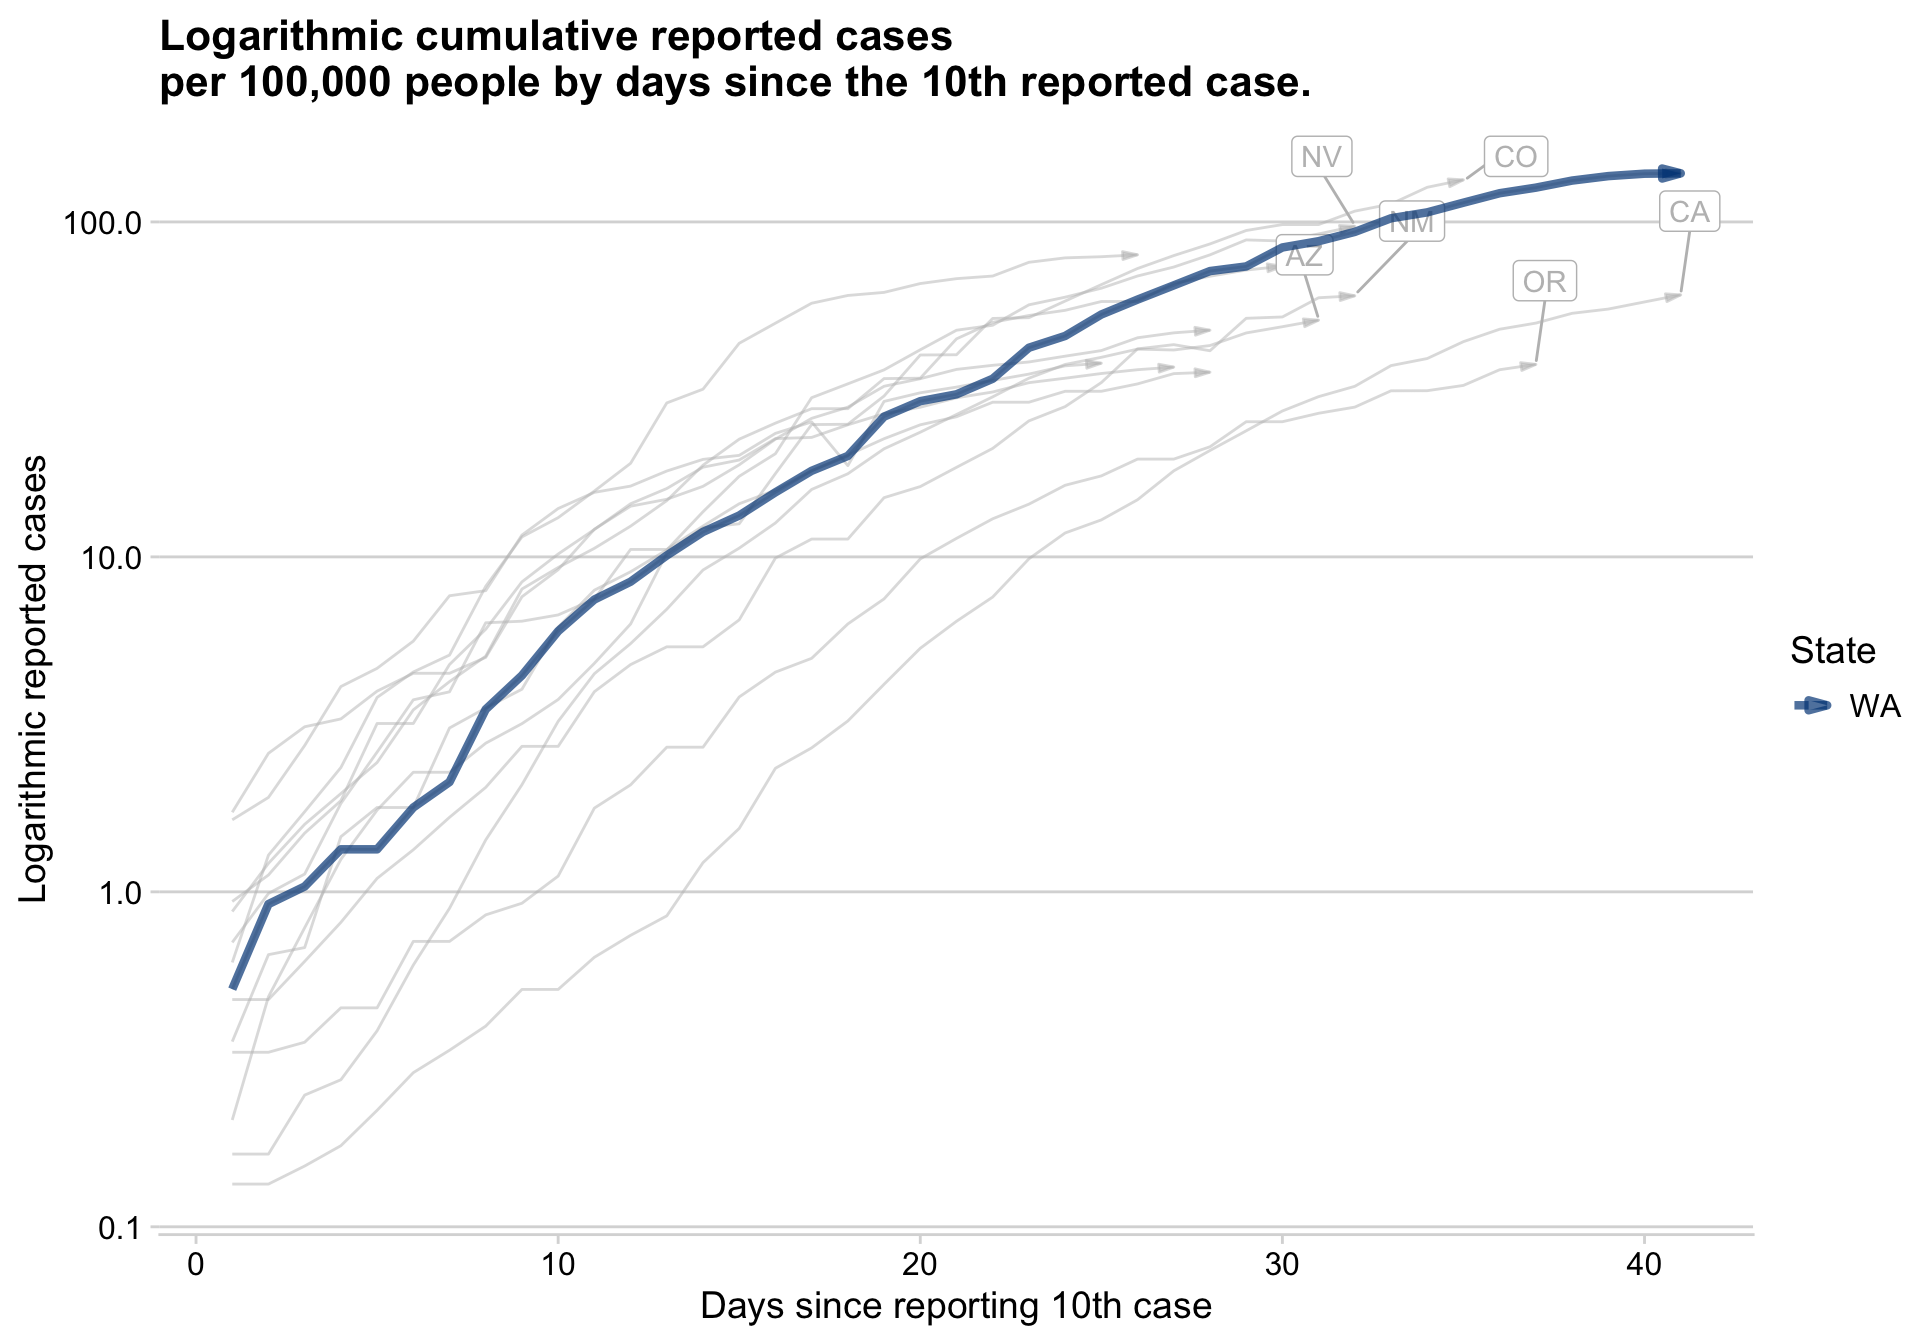 Logarithmic cumulative reported cases
per 100,000 people by days since the 10th reported case.
NV
CO
NM
CA
AZ
OR
100.0
10.0
1.0
0.1
Logarithmic reported cases
0
10
20
30
40
Days since reporting 10th case
State
WA